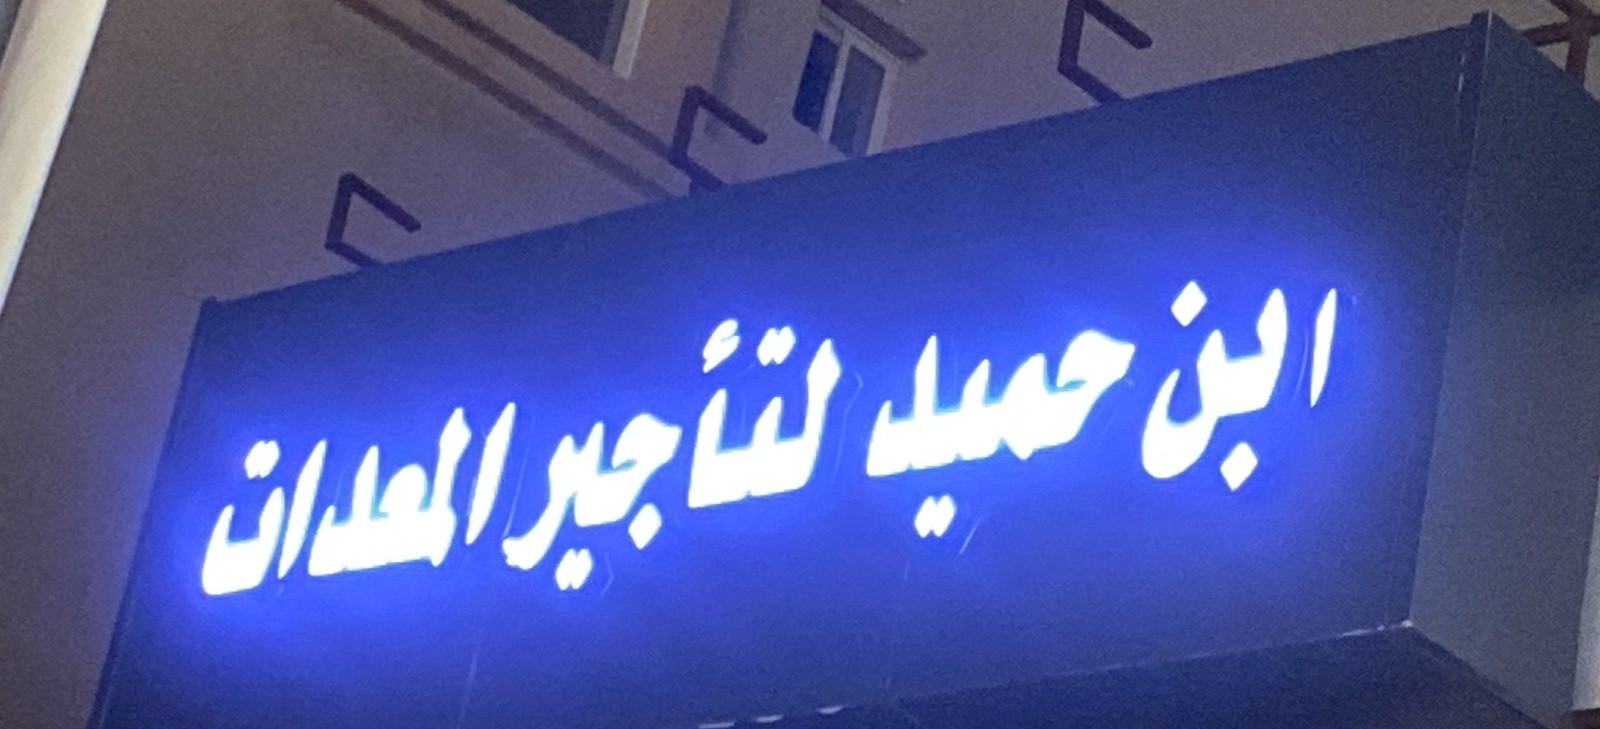 ابن حميد لتأجير المعدات